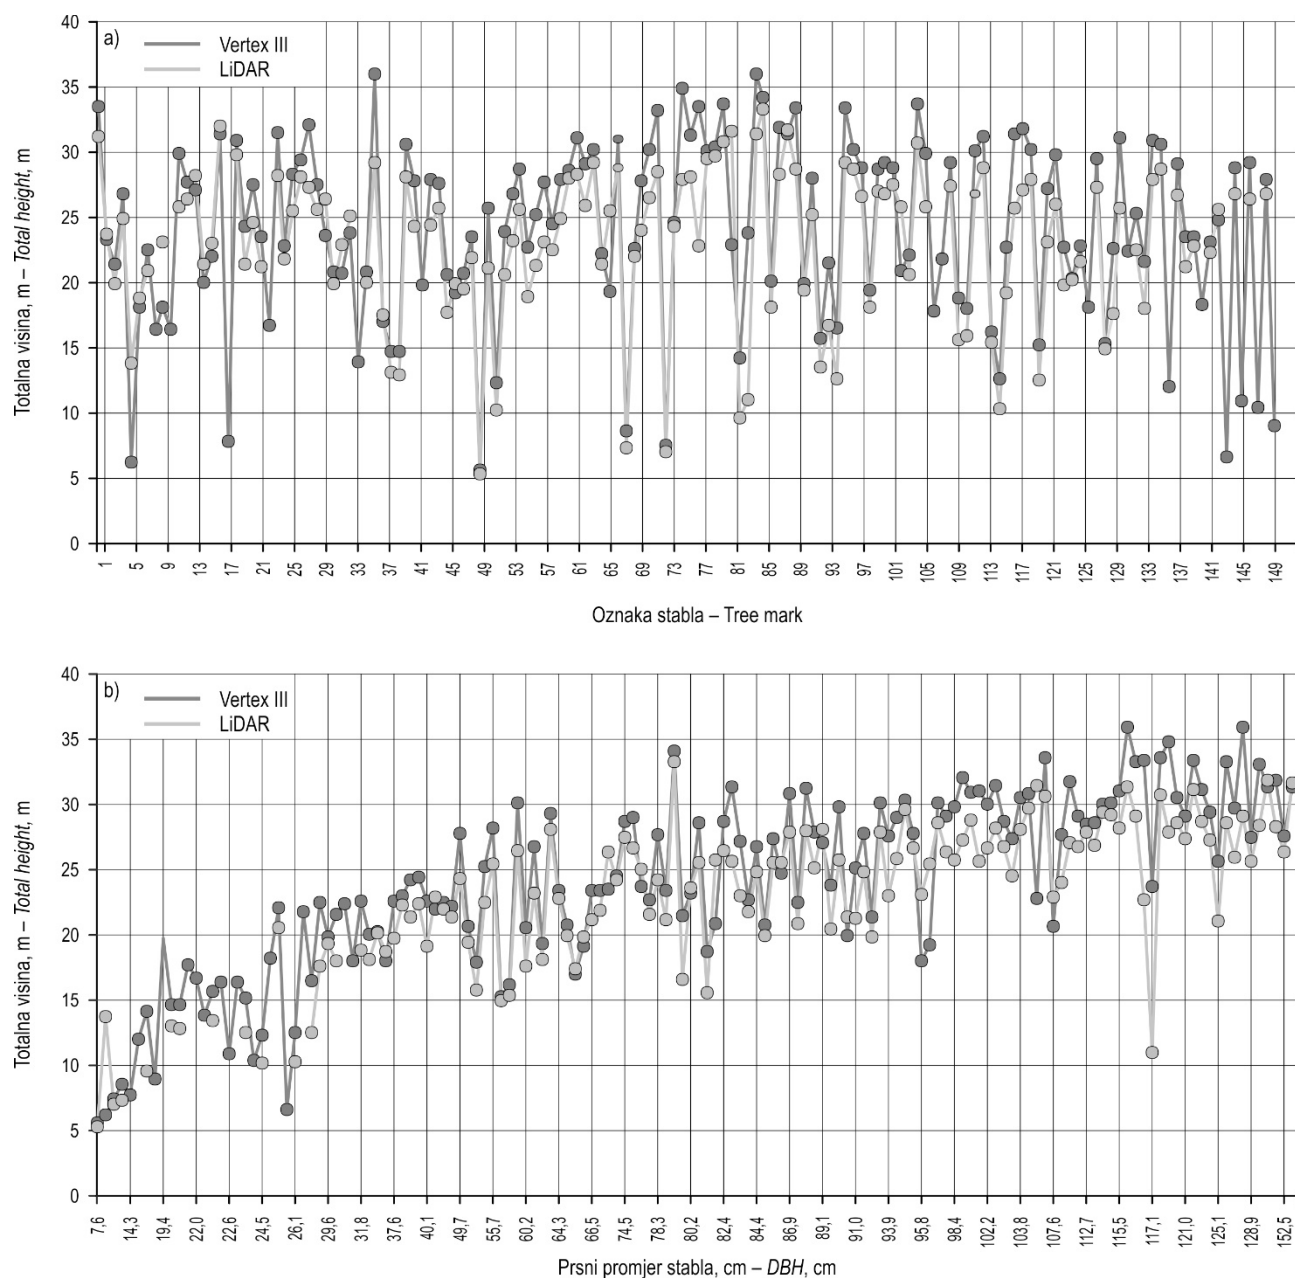 a)
Vertex III
LiDAR
40
35
30
25
20
15
10
5
0
Totalna visina, m – Total height, m
1 5 9 13 17 21 25 29 33 37 41 45 49 53 57 61 65 69 73 77 81 85 89 93 97 101 105 109 113 117 121 125 129 133 137 141 145 149
Oznaka stabla – Tree mark
b)
Vertex III
LiDAR
40
35
30
25
20
15
10
5
0
Totalna visina, m – Total height, m
7,6 14,3 19,4 22,0 22,6 24,5 26,1 29,6 31,8 37,6 40,1 49,7 55,7 60,2 64,3 66,5 74,5 78,3 80,2 82,4 84,4 86,9 89,1 91,0 93,9 95,8 98,4 102,2 103,8 107,6 112,7 115,5 117,1 121,0 125,1 128,9 152,5
Prsni promjer stabla, cm – DBH, cm